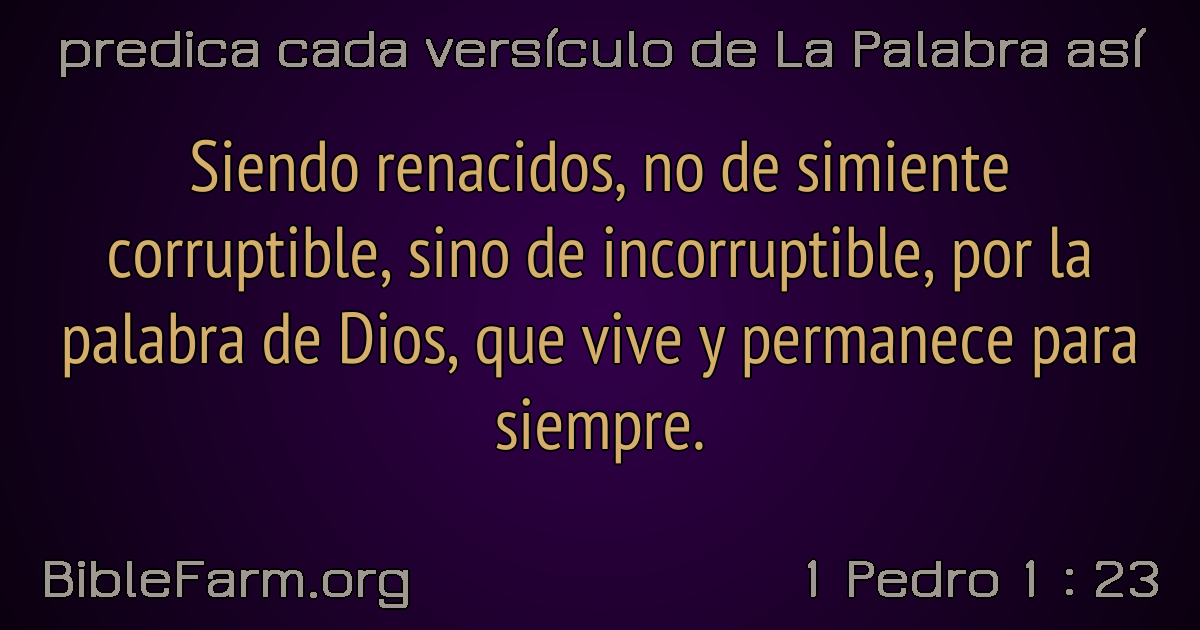 predica cada versículo de La Palabra así
Siendo renacidos, no de simiente
corruptible, sino de incorruptible, por la
palabra de Dios, que vive y permanece para
siempre.
BibleFarm.org
1 Pedro 1 : 23